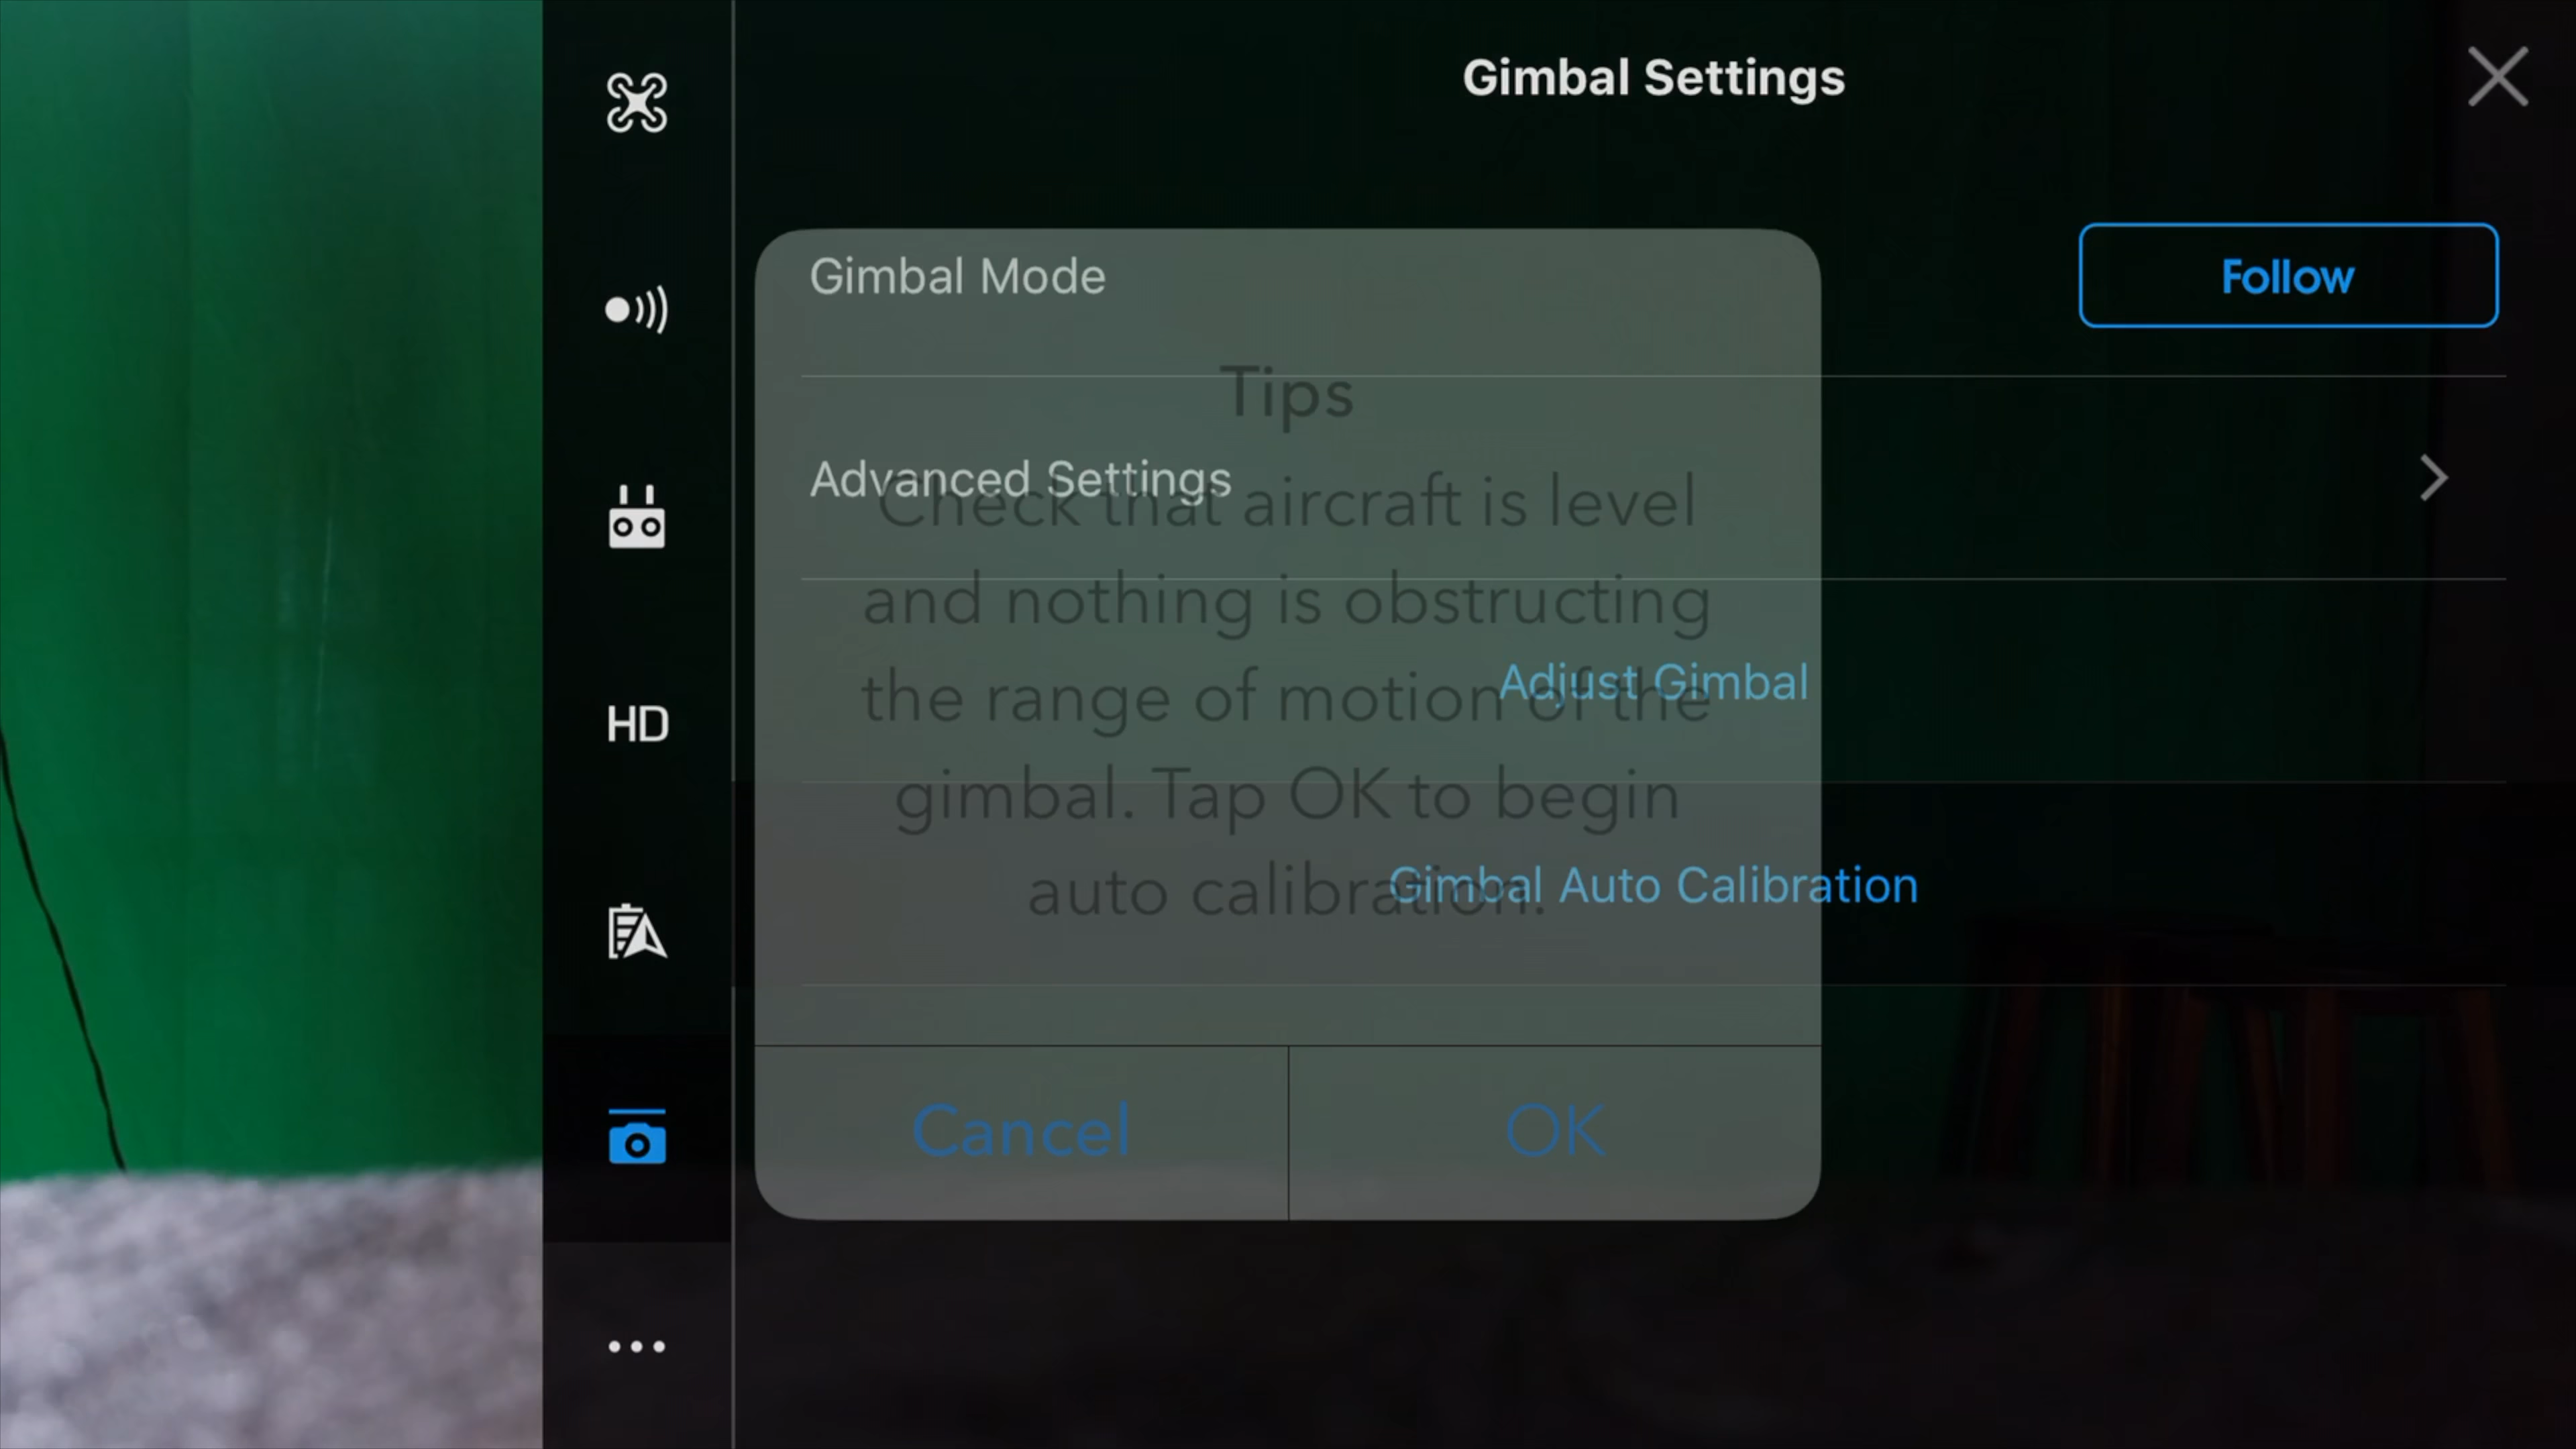 Gimbal Settings
Gimbal Mode
Follow
Tips
Advanced Settings
Check that aircraft is level
and nothing is obstructing
Adjust Gimbal
the range of motion of the
gimbal. Tap OK to begin
Gimbal Auto Calibration
auto calibration.
HD
Cancel
OK